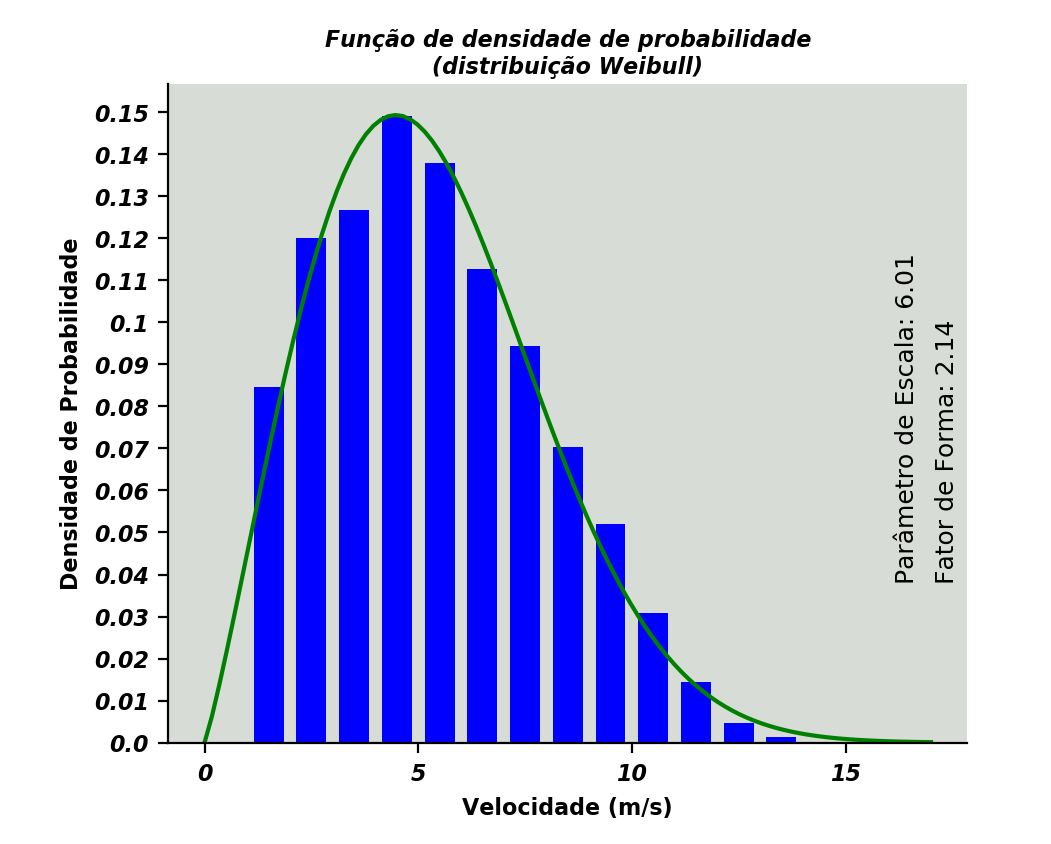 Função de densidade de probabilidade
(distribuição Weibull)
Densidade de Probabilidade
0.15
0.14
0.13
0.12
0.11
0.1
0.09
0.08
0.07
0.06
0.05
0.04
0.03
0.02
0.01
0.0
Parâmetro de Escala: 6.01
Fator de Forma: 2.14
0 5 10 15
Velocidade (m/s)